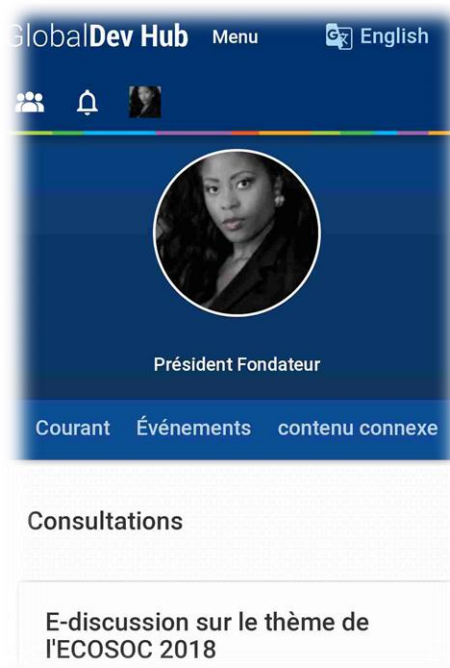 GlobalDev Hub Menu English
Président Fondateur
Courant Événements contenu connexe
Consultations
E-discussion sur le thème de
l'ECOSOC 2018